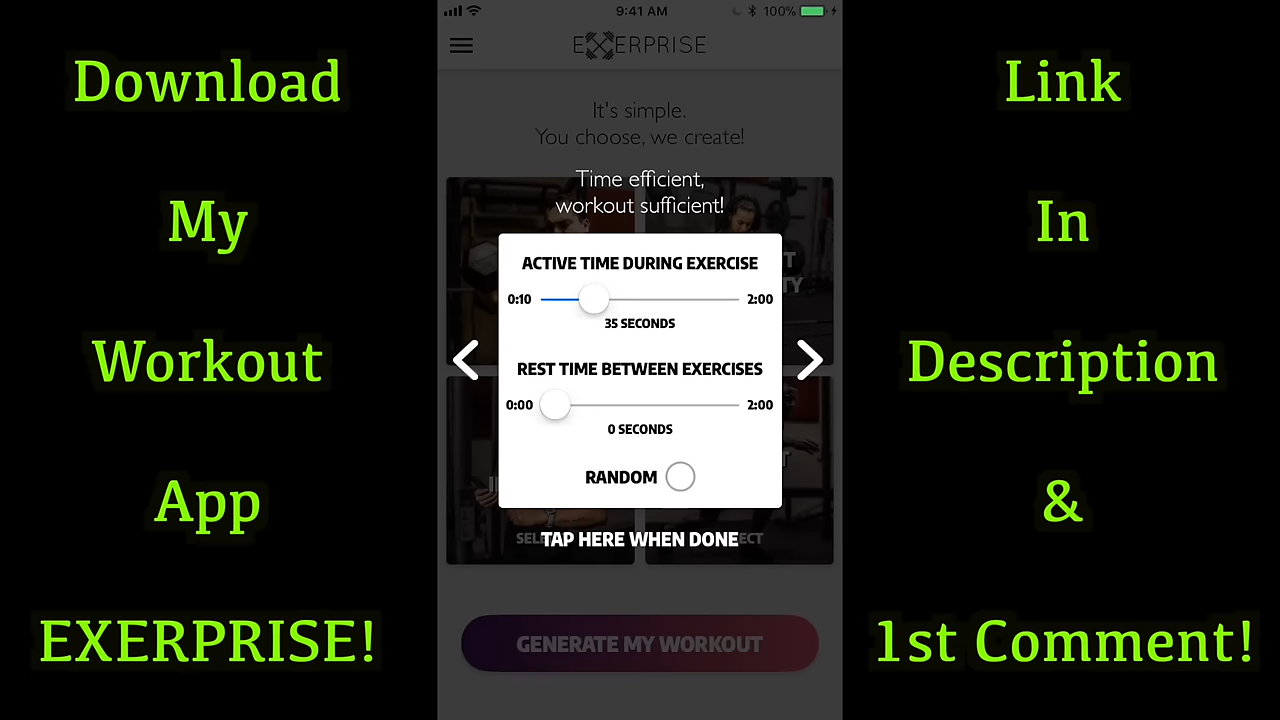 Download
My
Workout
App
EXERPRISE!
9:41 AM
100%
EXERPRISE
It's simple.
You choose, we create!
Time efficient,
workout sufficient!
ACTIVE TIME DURING EXERCISE
0:10
2:00
35 SECONDS
REST TIME BETWEEN EXERCISES
0:00
2:00
0 SECONDS
RANDOM
TAP HERE WHEN DONE
GENERATE MY WORKOUT
Link
In
Description
&
1st Comment!